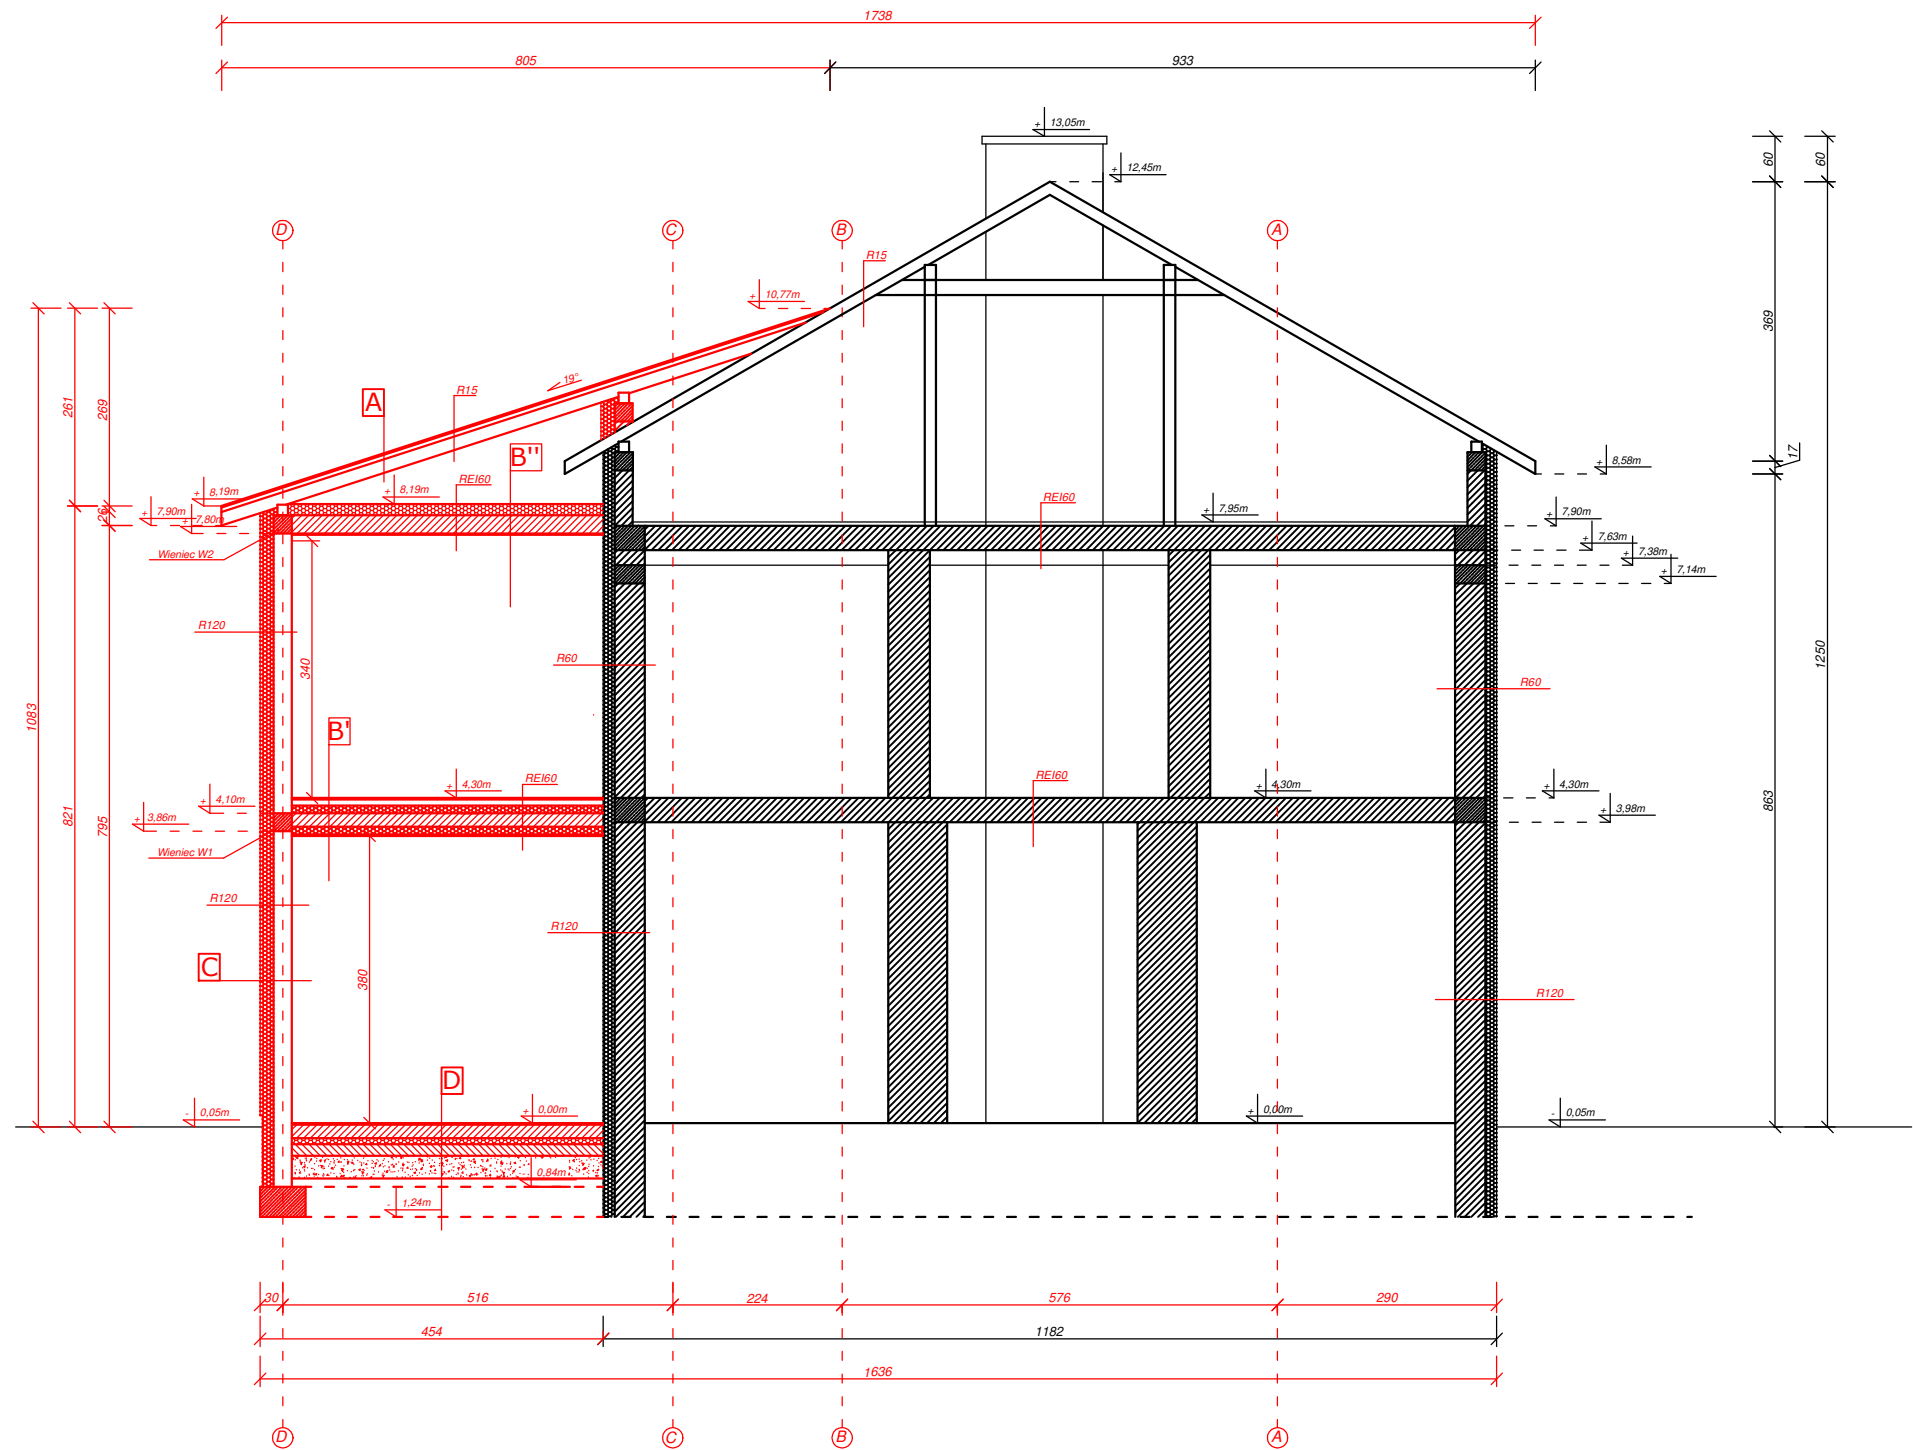 1738
805
933
+ 13,05m
+ 12,45m
60
60
D
C
B
A
R15
+ 10,77m
369
1250
19°
A
R15
261
269
B''
17
+ 8,58m
REI60
+ 8,19m
+ 8,19m
REI60
+ 7,95m
+ 7,90m
+ 7,90m
26
+ 7,80m
Wieniec W2
+ 7,63m
+ 7,38m
+ 7,14m
R120
340
R60
R60
1083
B'
+ 4,30m
REI60
REI60
+ 4,30m
+ 4,30m
+ 4,10m
+ 3,86m
+ 3,98m
821
795
863
Wieniec W1
R120
R120
C
380
R120
D
- 0,05m
+ 0,00m
+ 0,00m
- 0,05m
0,84m
- 1,24m
30
516
224
576
290
454
1182
1636
D
C
B
A